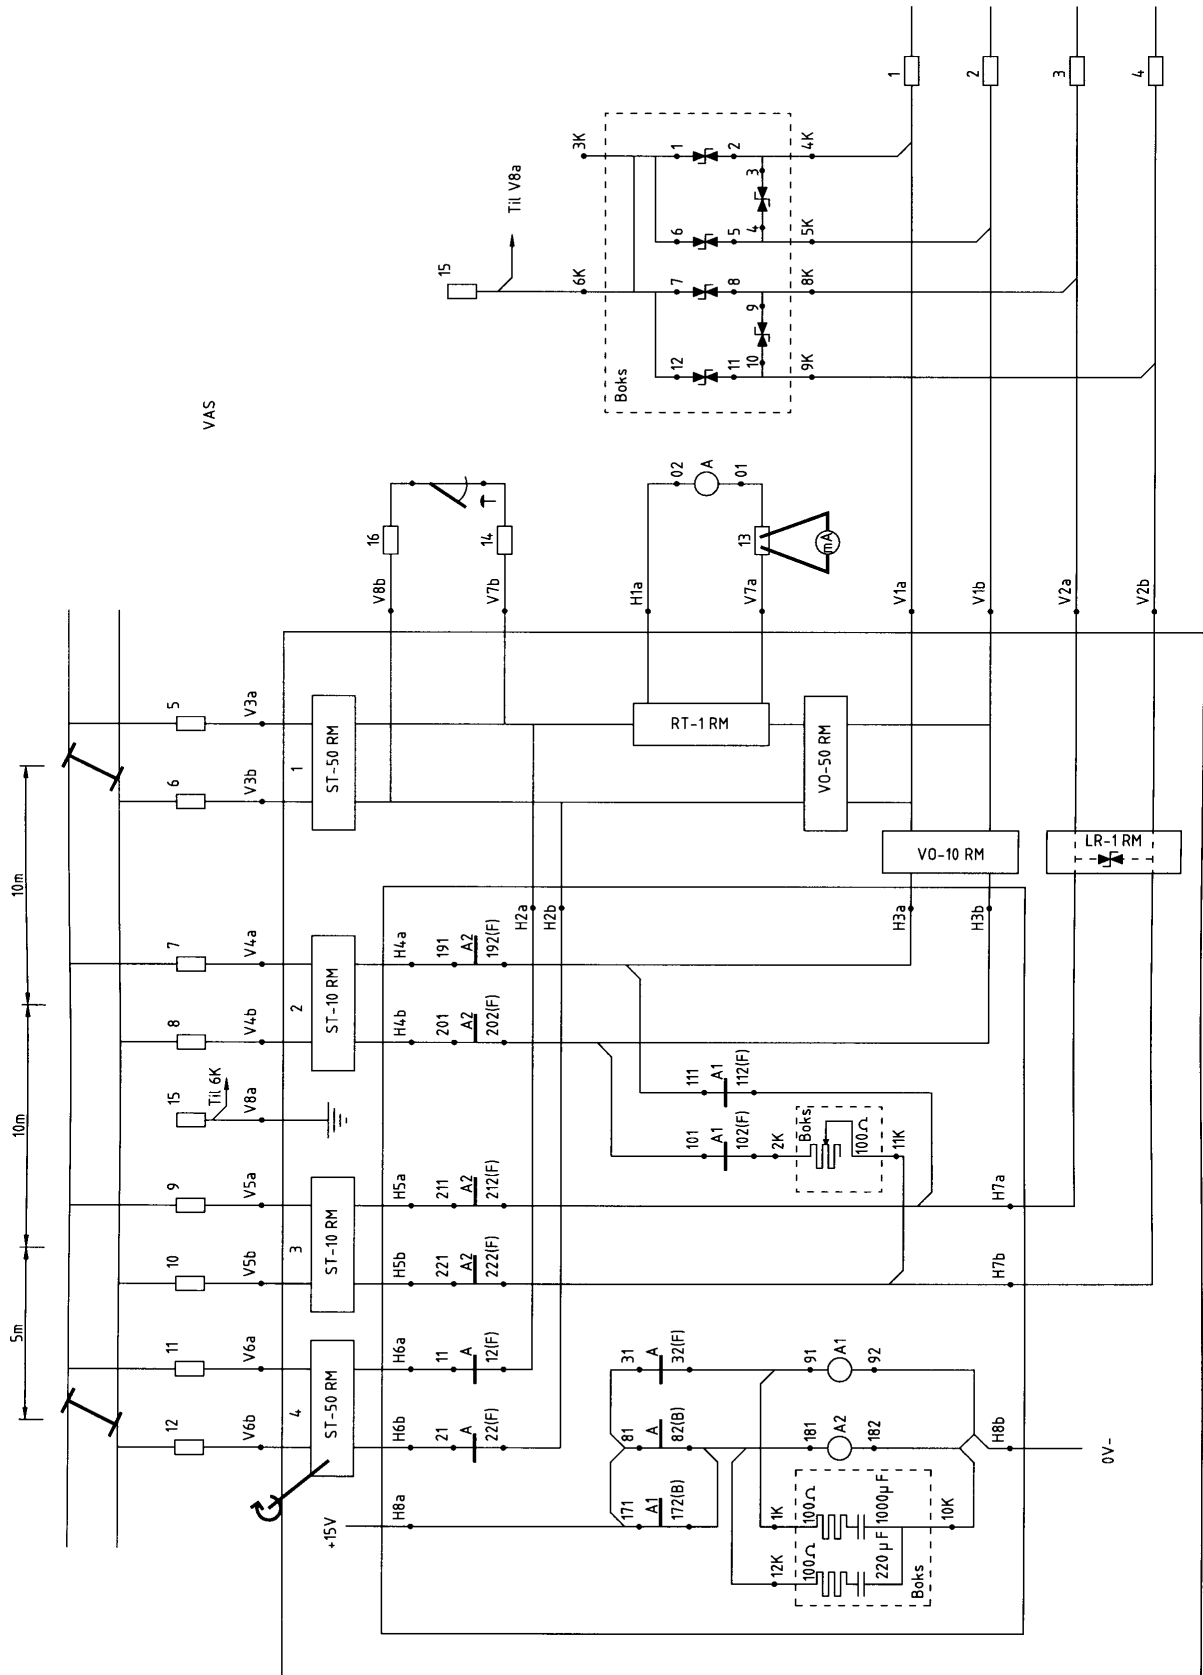 1
2
3
4
3K
4K
1
2
3
4
5
6
5K
Til V8a
15
6K
7
8
8K
9
10
12
11
9K
Boks
VAS
02
A
01
16
14
13
mA
V8b
V7b
H1a
V7a
V1a
V1b
V2a
V2b
5
V3a
6
V3b
1
ST-50 RM
RT-1 RM
VO-50 RM
VO-10 RM
LR-1 RM
10m
H2a
H2b
H3a
H3b
7
V4a
8
V4b
2
ST-10 RM
H4a
191
A2
192(F)
H4b
201
A2
202(F)
10m
15
Til 6K
V8a
111
A1
112(F)
101
A1
102(F)
2K
Boks
100Ω
11K
9
V5a
10
V5b
3
ST-10 RM
H5a
211
A2
212(F)
H5b
221
A2
222(F)
H7a
H7b
5m
11
V6a
12
V6b
4
ST-50 RM
H6a
11
A
12(F)
H6b
21
A
22(F)
31
A
32(F)
91
A1
92
81
A
82(B)
181
A2
182
H8b
0V-
+15V
H8a
171
A1
172(B)
1K
100Ω
1000µF
10K
12K
100Ω
220 µF
Boks